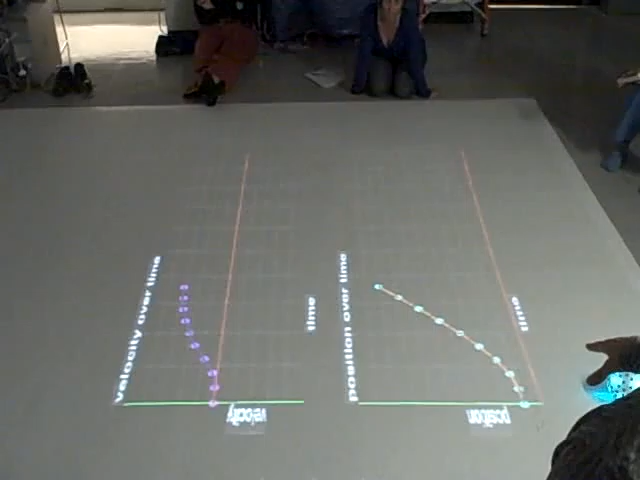 velocity over time
time
velocity
position over time
time
position